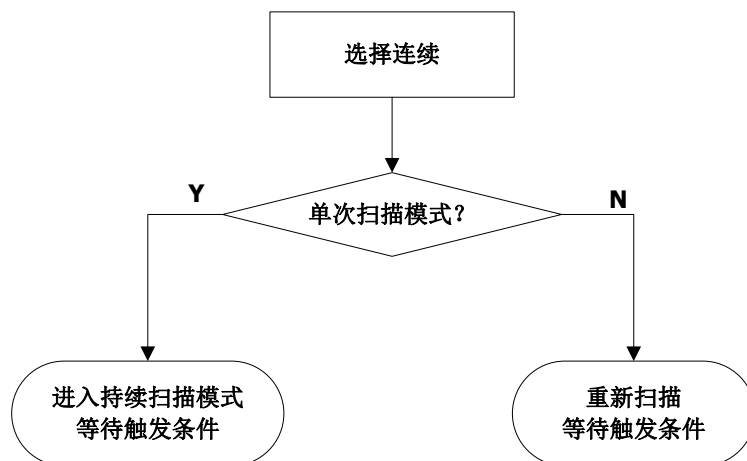 选择连续
Y
N
单次扫描模式？
进入持续扫描模式
等待触发条件
重新扫描
等待触发条件